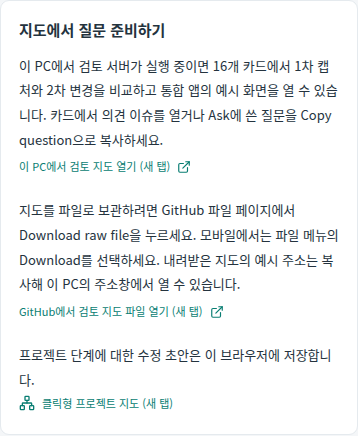 지도에서 질문 준비하기
이 PC에서 검토 서버가 실행 중이면 16개 카드에서 1차 캡
처와 2차 변경을 비교하고 통합 앱의 예시 화면을 열 수 있습
니다. 카드에서 의견 이슈를 열거나 Ask에 쓴 질문을 Copy
question으로 복사하세요.
이 PC에서 검토 지도 열기 (새 탭)
지도를 파일로 보관하려면 GitHub 파일 페이지에서
Download raw file을 누르세요. 모바일에서는 파일 메뉴의
Download를 선택하세요. 내려받은 지도의 예시 주소는 복
사해 이 PC의 주소창에서 열 수 있습니다.
GitHub에서 검토 지도 파일 열기 (새 탭)
프로젝트 단계에 대한 수정 초안은 이 브라우저에 저장합니
다.
클릭형 프로젝트 지도 (새 탭)